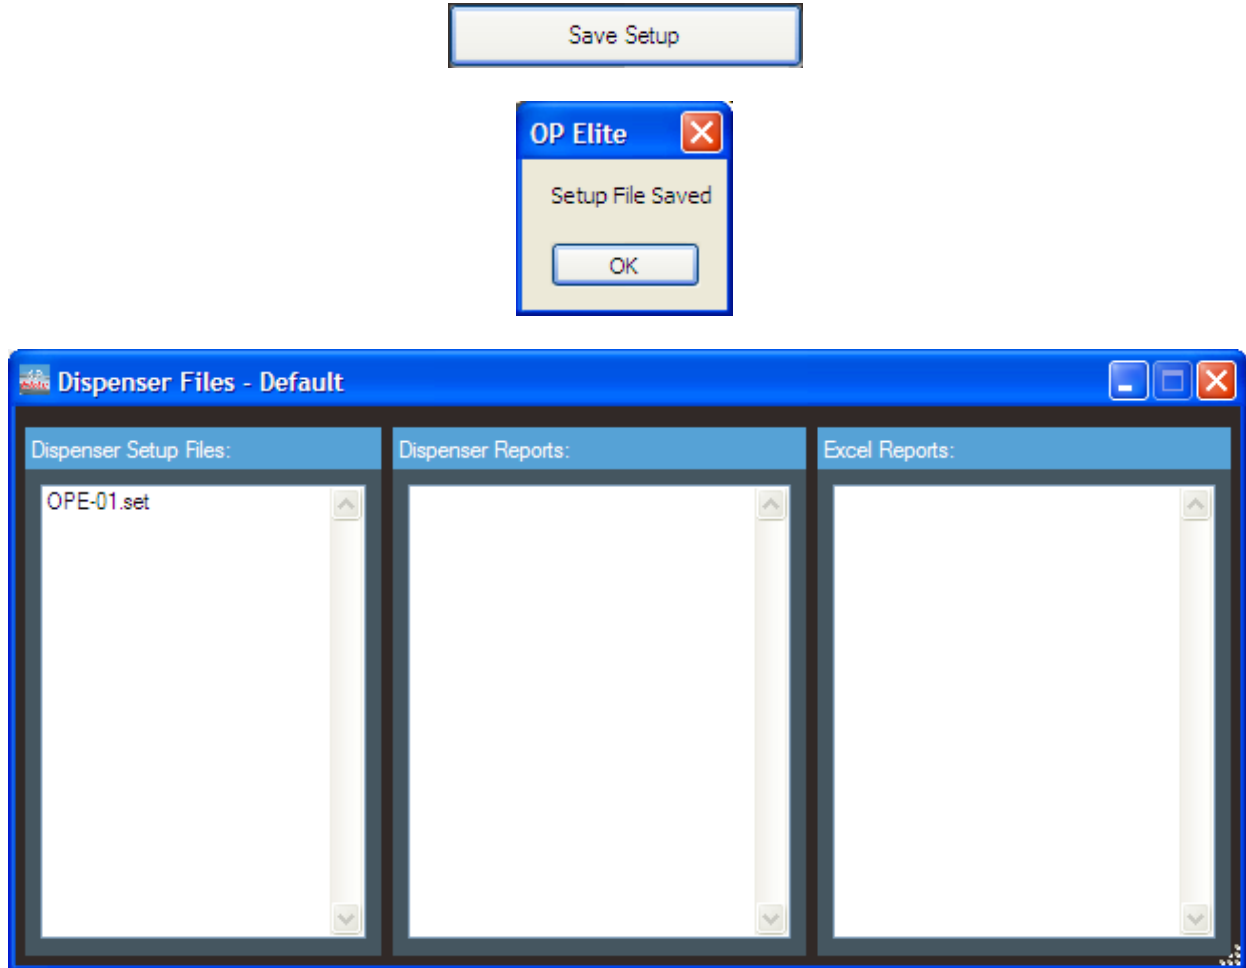 Save Setup
OP Elite
Setup File Saved
OK
Dispenser Files - Default
Dispenser Setup Files:
Dispenser Reports:
Excel Reports:
OPE-01.set